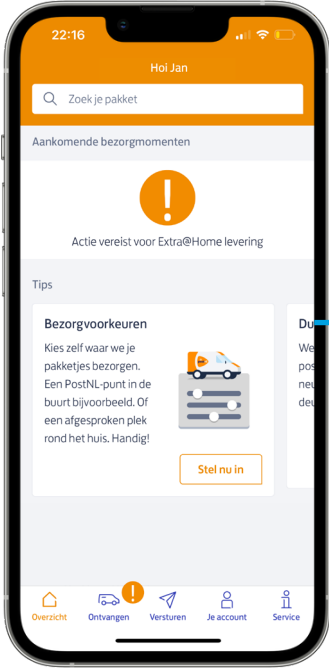 22:16
Hoi Jan
Zoek je pakket
Aankomende bezorgmomenten
!
Actie vereist voor Extra@Home levering
Tips
Bezorgvoorkeuren
Kies zelf waar we je
pakketjes bezorgen.
Een PostNL-punt in de
buurt bijvoorbeeld. Of
een afgesproken plek
rond het huis. Handig!
Stel nu in
Du
We
pos
neu
deu
!
Overzicht
Ontvangen
Versturen
Je account
Service